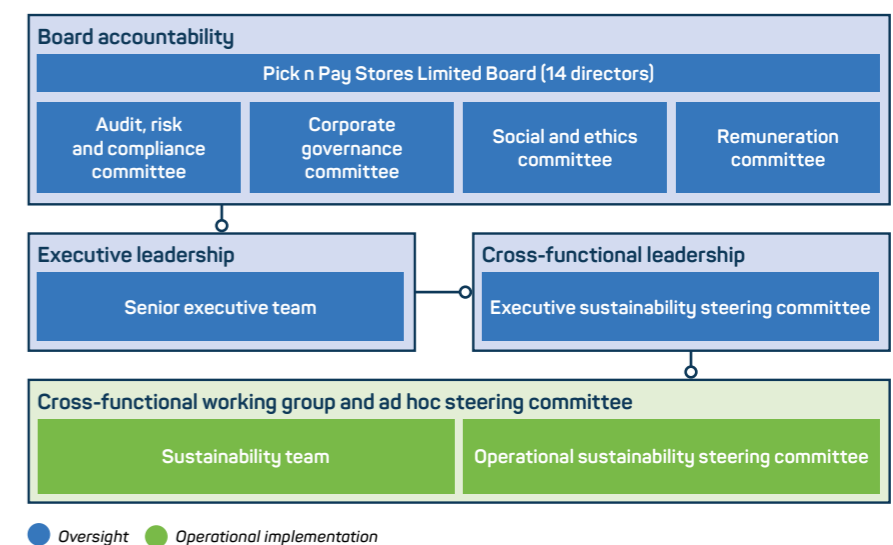 Board accountability
Pick n Pay Stores Limited Board (14 directors)
Audit, risk
and compliance
committee
Corporate
governance
committee
Social and ethics
committee
Remuneration
committee
Executive leadership
Senior executive team
Cross-functional leadership
Executive sustainability steering committee
Cross-functional working group and ad hoc steering committee
Sustainability team
Operational sustainability steering committee
Oversight
Operational implementation